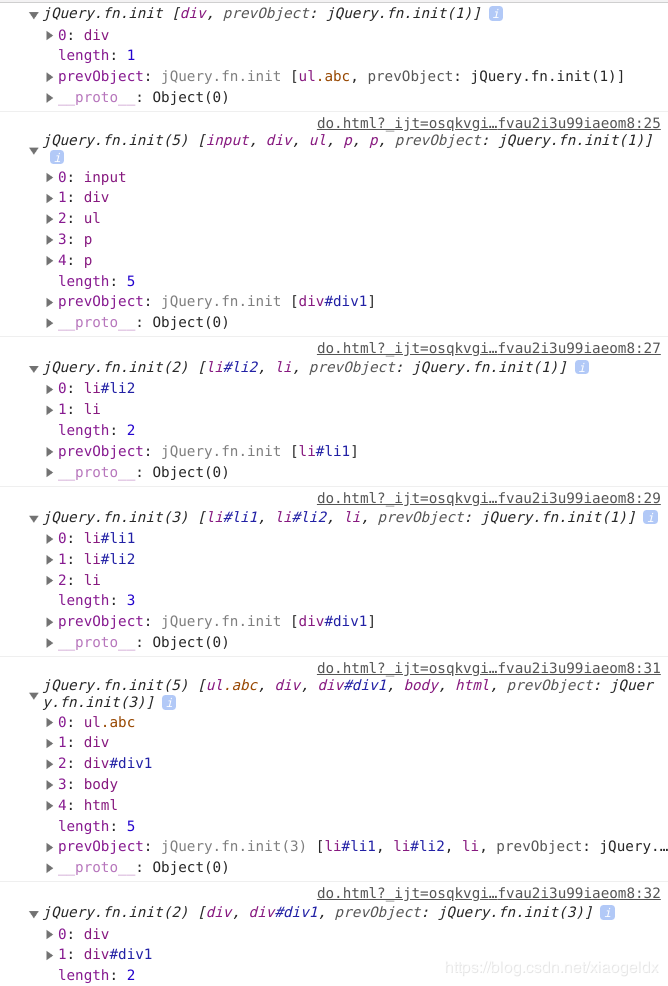 jQuery.fn.init [div, prevObject: jQuery.fn.init(1)] i
0: div
length: 1
prevObject: jQuery.fn.init [ul.abc, prevObject: jQuery.fn.init(1)]
__proto__: Object(0)
do.html?_ijt=osqkvgi…fvau2i3u99iaeom8:25
jQuery.fn.init(5) [input, div, ul, p, p, prevObject: jQuery.fn.init(1)]
i
0: input
1: div
2: ul
3: p
4: p
length: 5
prevObject: jQuery.fn.init [div#div1]
__proto__: Object(0)
do.html?_ijt=osqkvgi…fvau2i3u99iaeom8:27
jQuery.fn.init(2) [li#li2, li, prevObject: jQuery.fn.init(1)] i
0: li#li2
1: li
length: 2
prevObject: jQuery.fn.init [li#li1]
__proto__: Object(0)
do.html?_ijt=osqkvgi…fvau2i3u99iaeom8:29
jQuery.fn.init(3) [li#li1, li#li2, li, prevObject: jQuery.fn.init(1)] i
0: li#li1
1: li#li2
2: li
length: 3
prevObject: jQuery.fn.init [div#div1]
__proto__: Object(0)
do.html?_ijt=osqkvgi…fvau2i3u99iaeom8:31
jQuery.fn.init(5) [ul.abc, div, div#div1, body, html, prevObject: jQuer
y.fn.init(3)] i
0: ul.abc
1: div
2: div#div1
3: body
4: html
length: 5
prevObject: jQuery.fn.init(3) [li#li1, li#li2, li, prevObject: jQuery.…
__proto__: Object(0)
do.html?_ijt=osqkvgi…fvau2i3u99iaeom8:32
jQuery.fn.init(2) [div, div#div1, prevObject: jQuery.fn.init(3)] i
0: div
1: div#div1
length: 2
https://blog.csdn.net/xiaogeldx